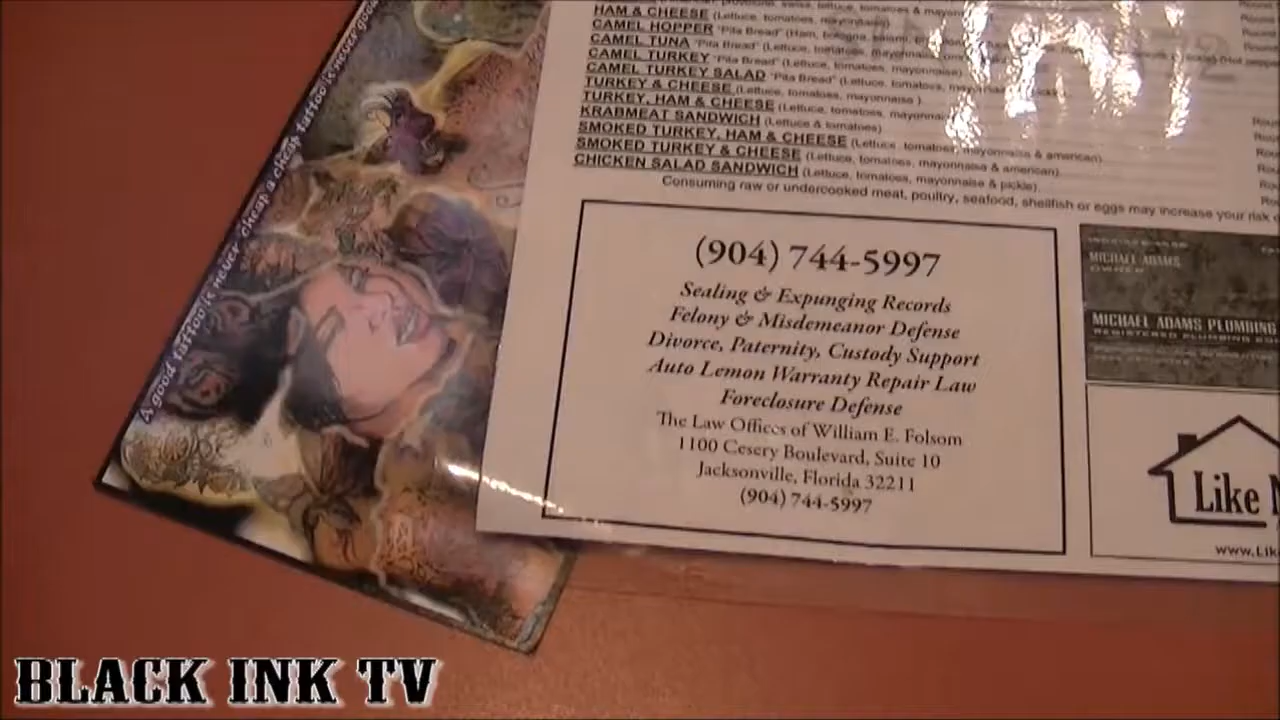 A good tattoo is never cheap a cheap tattoo is never good
HAM & CHEESE (Lettuce, tomatoes, mayonnaise)
CAMEL HOPPER "Pita Bread" (Ham, bologna, salami,
CAMEL TUNA "Pita Bread" (Lettuce, tomatoes, mayonnaise
CAMEL TURKEY "Pita Bread" (Lettuce, tomatoes, mayonnaise)
CAMEL TURKEY SALAD "Pita Bread" (Lettuce, tomatoes,
TURKEY & CHEESE (Lettuce, tomatoes, mayonnaise )
TURKEY, HAM & CHEESE (Lettuce, tomatoes,
KRABMEAT SANDWICH (Lettuce & tomatoes)
SMOKED TURKEY, HAM & CHEESE (Lettuce, tomatoes, mayonnaise & american)
SMOKED TURKEY & CHEESE (Lettuce, tomatoes, mayonnaise & american)
CHICKEN SALAD SANDWICH (Lettuce, tomatoes, mayonnaise & pickle)
Consuming raw or undercooked meat, poultry, seafood, shellfish or eggs may increase your risk
(904) 744-5997
Sealing & Expunging Records
Felony & Misdemeanor Defense
Divorce, Paternity, Custody Support
Auto Lemon Warranty Repair Law
Foreclosure Defense
The Law Offices of William E. Folsom
1100 Cesery Boulevard, Suite 10
Jacksonville, Florida 32211
(904) 744-5997
MICHAEL ADAMS
OWNER
MICHAEL ADAMS PLUMBING
Like
www.Lik
BLACK INK TV